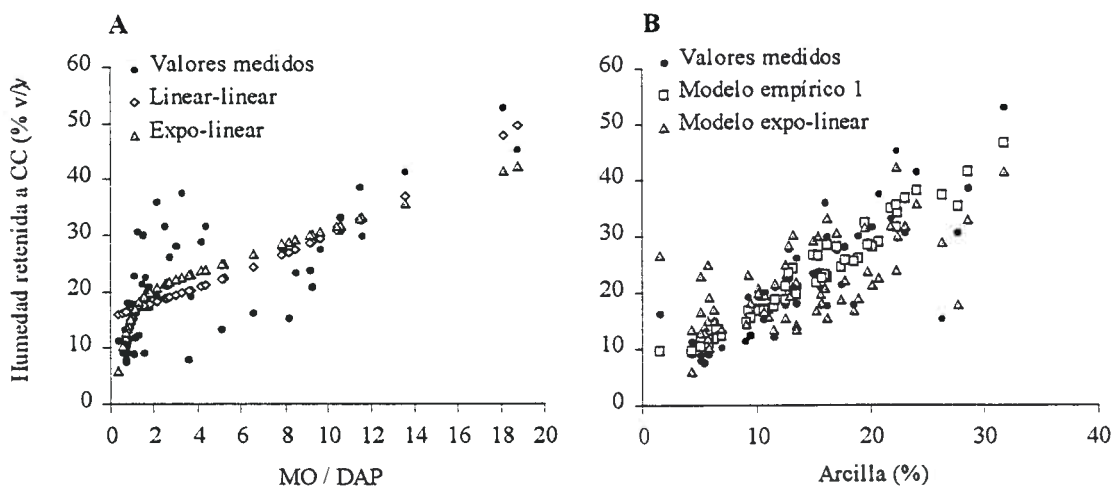 A
Valores medidos
Linear-linear
Expo-linear
Humedad retenida a CC (% v/v)
60
50
40
30
20
10
0
0 2 4 6 8 10 12 14 16 18 20
MO / DAP
B
Valores medidos
Modelo empírico 1
Modelo expo-linear
60
50
40
30
20
10
0
0 10 20 30 40
Arcilla (%)